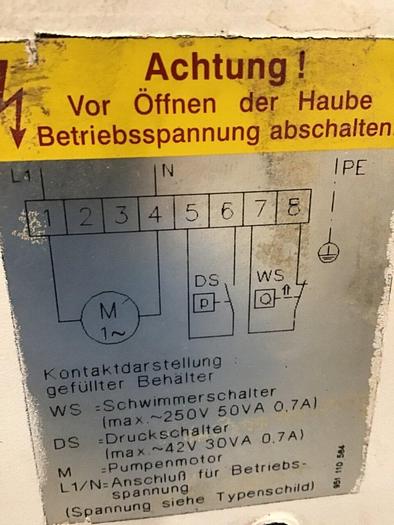 Achtung !
Vor Öffnen der Haube
Betriebsspannung abschalten
L1 N PE
1 2 3 4 5 6 7 8
DS WS
p
M
1~
Kontaktdarstellung
gefüllter Behälter
WS =Schwimmerschalter
(max.~250V 50VA 0,7A)
DS =Druckschalter
(max.~42V 30VA 0,7A)
M =Pumpenmotor
L1/N=Anschluß für Betriebs-
spannung
(Spannung siehe Typenschild)
951 110 564